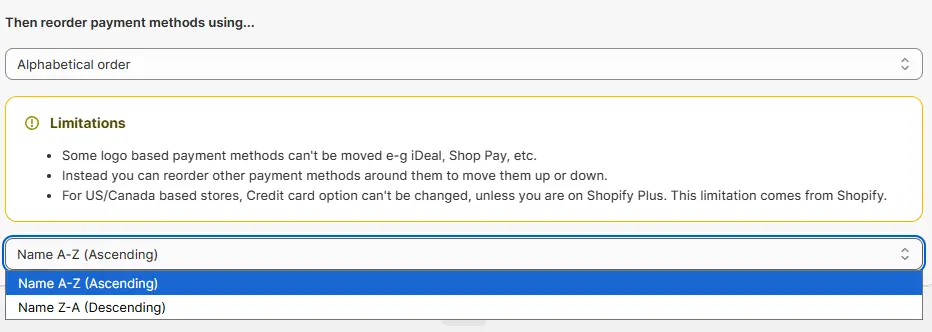 Then reorder payment methods using...
Alphabetical order
Limitations
• Some logo based payment methods can't be moved e-g iDeal, Shop Pay, etc.
• Instead you can reorder other payment methods around them to move them up or down.
• For US/Canada based stores, Credit card option can't be changed, unless you are on Shopify Plus. This limitation comes from Shopify.
Name A-Z (Ascending)
Name A-Z (Ascending)
Name Z-A (Descending)